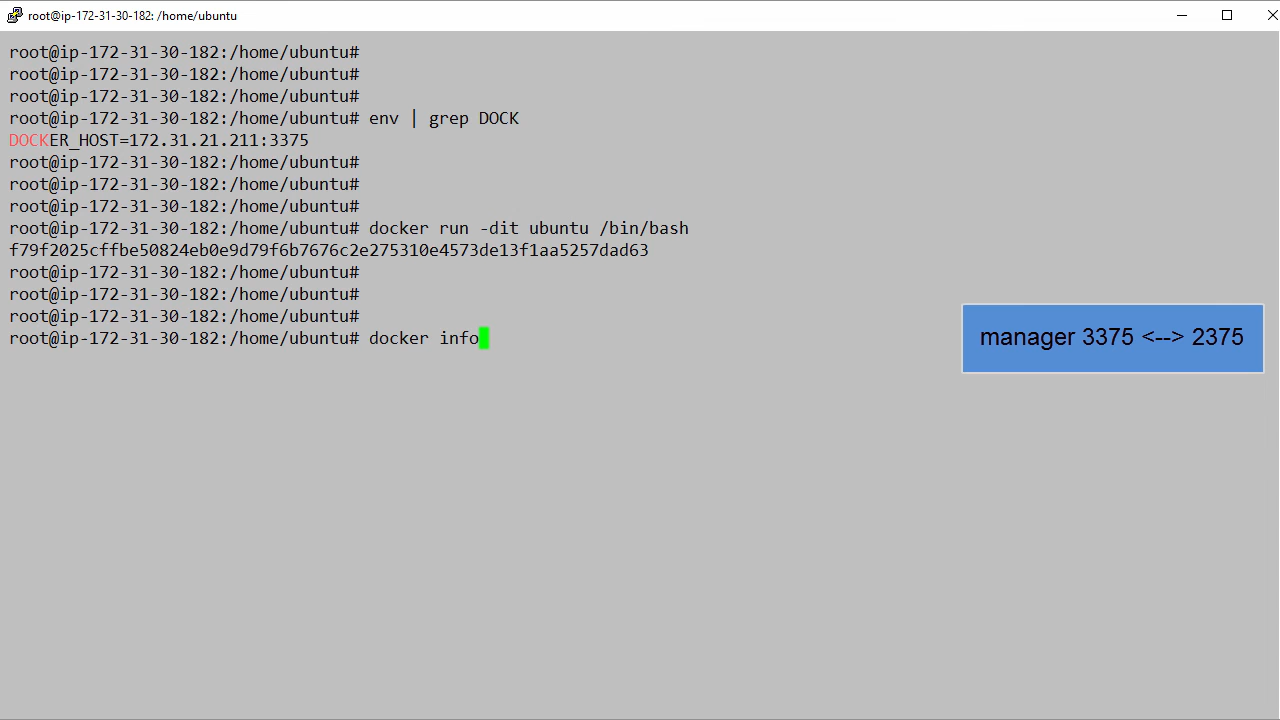 root@ip-172-31-30-182: /home/ubuntu
root@ip-172-31-30-182:/home/ubuntu#
root@ip-172-31-30-182:/home/ubuntu#
root@ip-172-31-30-182:/home/ubuntu#
root@ip-172-31-30-182:/home/ubuntu# env | grep DOCK
DOCKER_HOST=172.31.21.211:3375
root@ip-172-31-30-182:/home/ubuntu#
root@ip-172-31-30-182:/home/ubuntu#
root@ip-172-31-30-182:/home/ubuntu#
root@ip-172-31-30-182:/home/ubuntu# docker run -dit ubuntu /bin/bash
f79f2025cffbe50824eb0e9d79f6b7676c2e275310e4573de13f1aa5257dad63
root@ip-172-31-30-182:/home/ubuntu#
root@ip-172-31-30-182:/home/ubuntu#
root@ip-172-31-30-182:/home/ubuntu#
root@ip-172-31-30-182:/home/ubuntu# docker info
manager 3375 <--> 2375